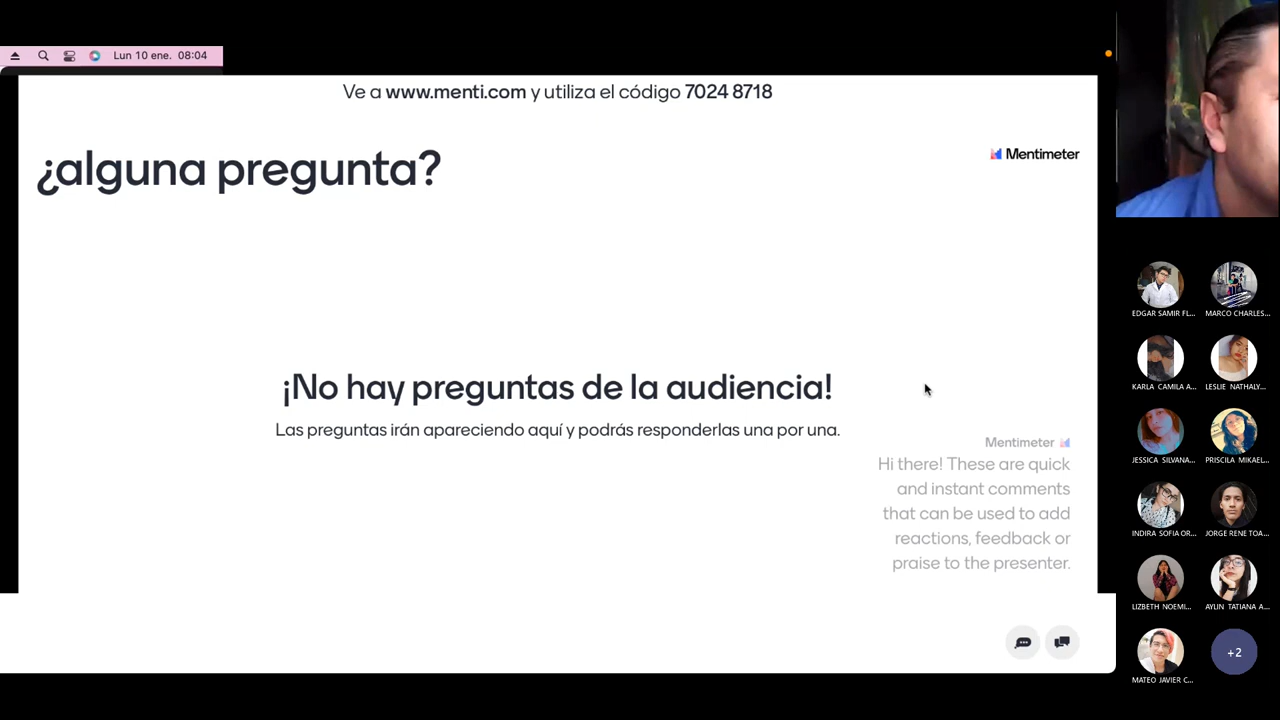 Lun 10 ene. 08:04
Ve a www.menti.com y utiliza el código 7024 8718
¿alguna pregunta?
Mentimeter
¡No hay preguntas de la audiencia!
Las preguntas irán apareciendo aquí y podrás responderlas una por una.
Mentimeter
Hi there! These are quick
and instant comments
that can be used to add
reactions, feedback or
praise to the presenter.
EDGAR SAMIR FL...
MARCO CHARLES...
KARLA CAMILA A...
LESLIE NATHALY...
JESSICA SILVANA...
PRISCILA MIKAEL...
INDIRA SOFIA OR...
JORGE RENE TOA...
LIZBETH NOEMI...
AYLIN TATIANA A...
MATEO JAVIER C...
+2